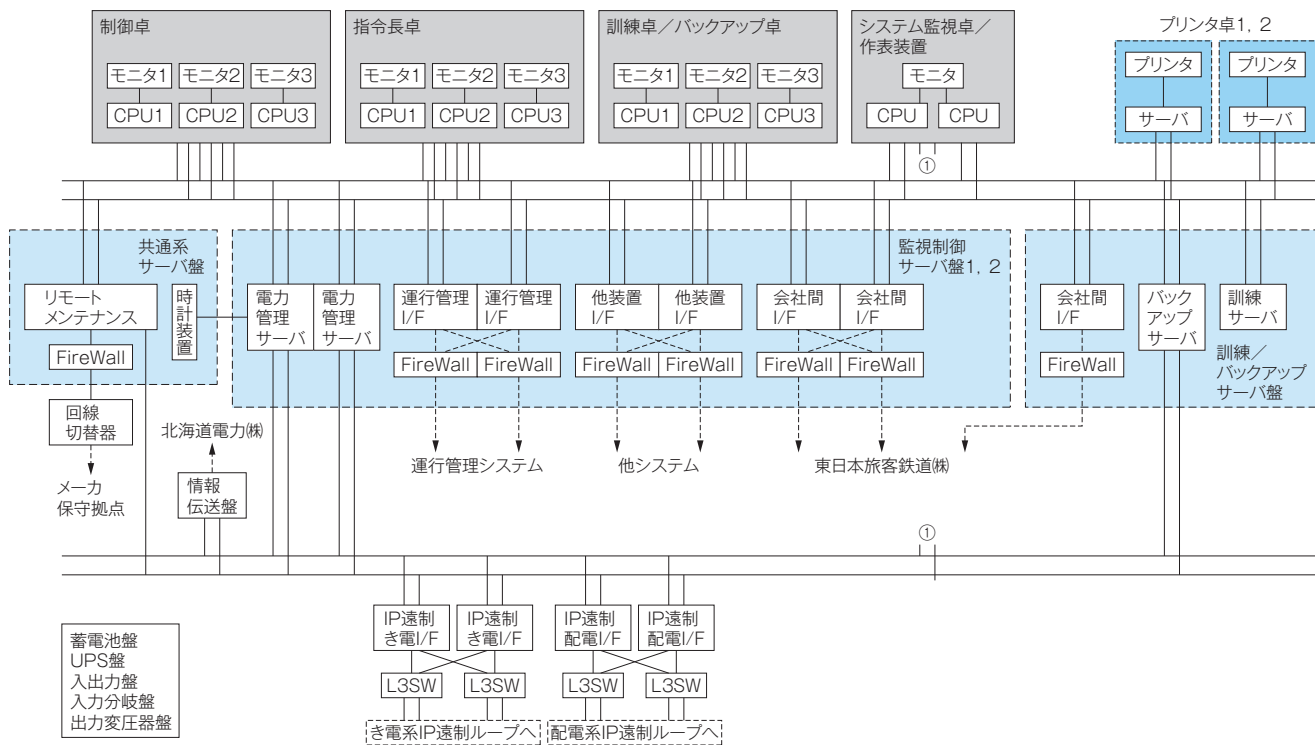 制御卓
モニタ1
モニタ2
モニタ3
CPU1
CPU2
CPU3
指令長卓
モニタ1
モニタ2
モニタ3
CPU1
CPU2
CPU3
訓練卓／バックアップ卓
モニタ1
モニタ2
モニタ3
CPU1
CPU2
CPU3
システム監視卓／
作表装置
モニタ
CPU
CPU
①
プリンタ卓1, 2
プリンタ
サーバ
プリンタ
サーバ
共通系
サーバ盤
リモート
メンテナンス
FireWall
時計装置
回線
切替器
メーカ
保守拠点
監視制御
サーバ盤1, 2
電力
管理
サーバ
電力
管理
サーバ
運行管理
I/F
運行管理
I/F
FireWall
FireWall
運行管理システム
他装置
I/F
他装置
I/F
FireWall
FireWall
他システム
会社間
I/F
会社間
I/F
FireWall
FireWall
東日本旅客鉄道㈱
会社間
I/F
FireWall
バック
アップ
サーバ
訓練
サーバ
訓練／
バックアップ
サーバ盤
北海道電力㈱
情報
伝送盤
①
IP遠制
き電I/F
IP遠制
き電I/F
L3SW
L3SW
き電系IP遠制ループへ
IP遠制
配電I/F
IP遠制
配電I/F
L3SW
L3SW
配電系IP遠制ループへ
蓄電池盤
UPS盤
入出力盤
入力分岐盤
出力変圧器盤